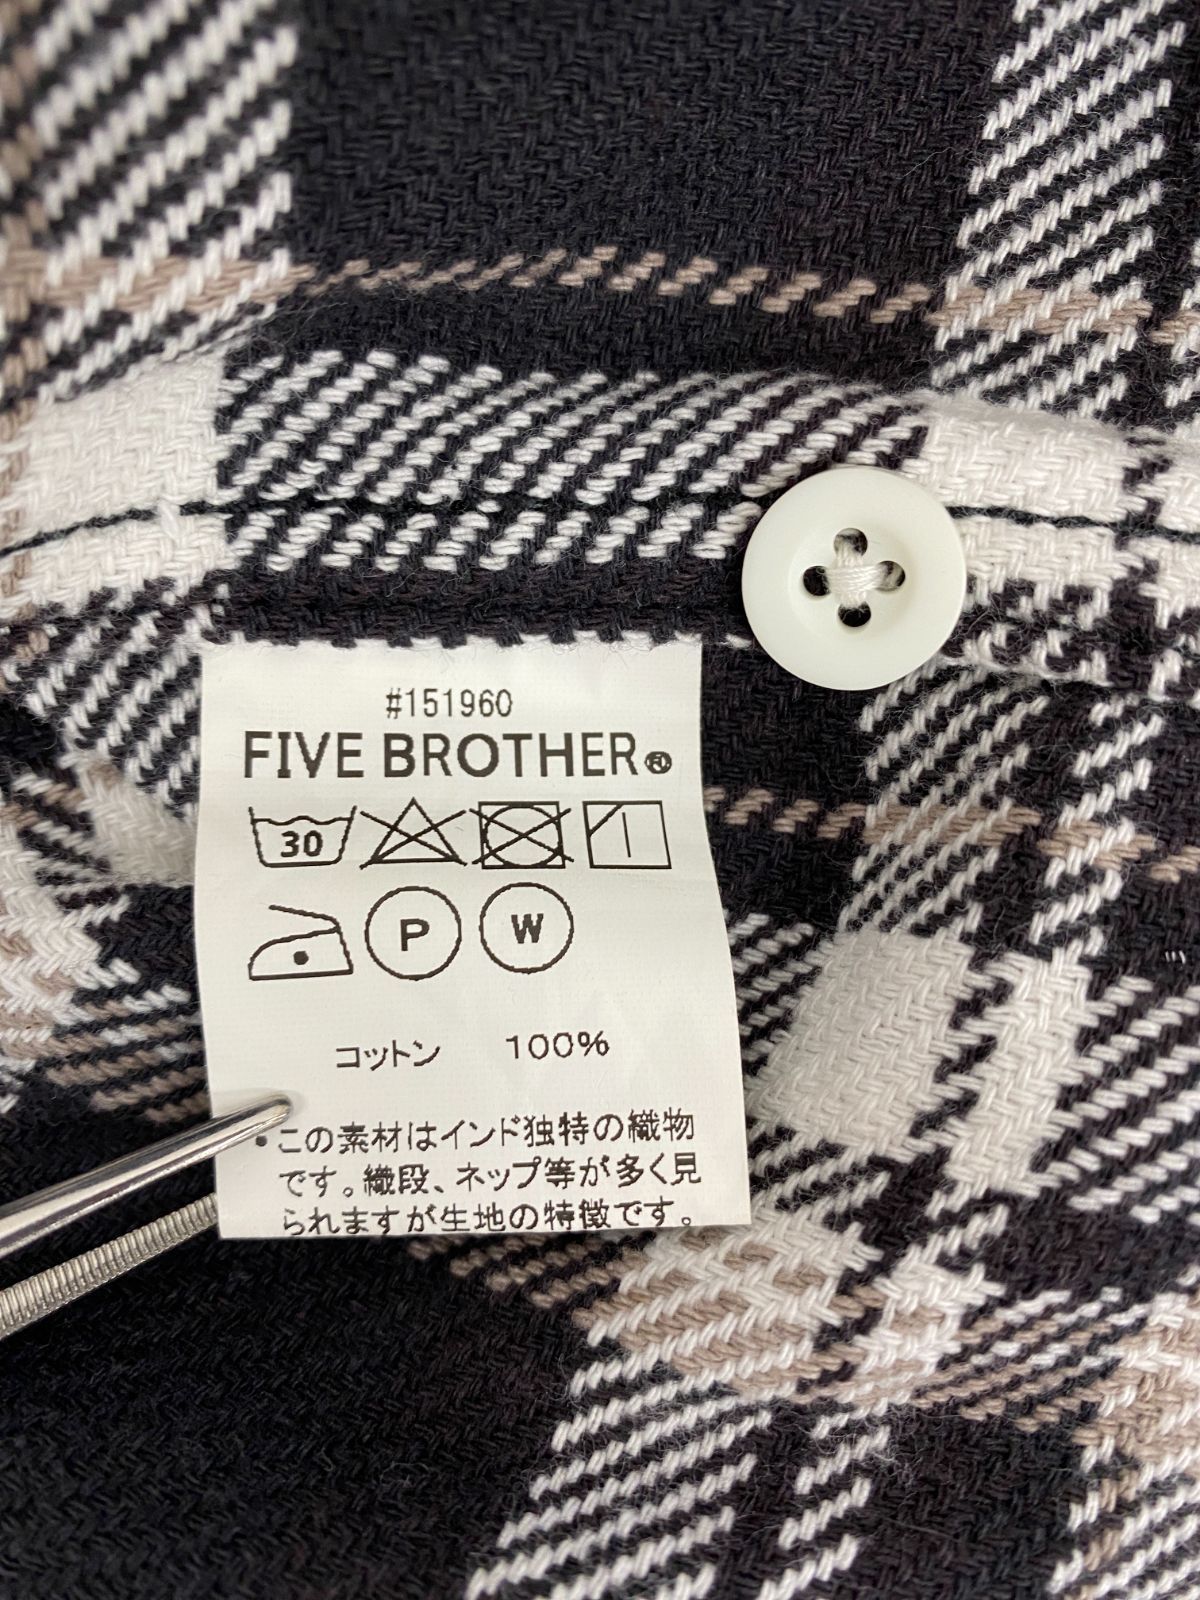 #151960
FIVE BROTHER®
30
P W
コットン 100%
・この素材はインド独特の織物
です。織段、ネップ等が多く見
られますが生地の特徴です。